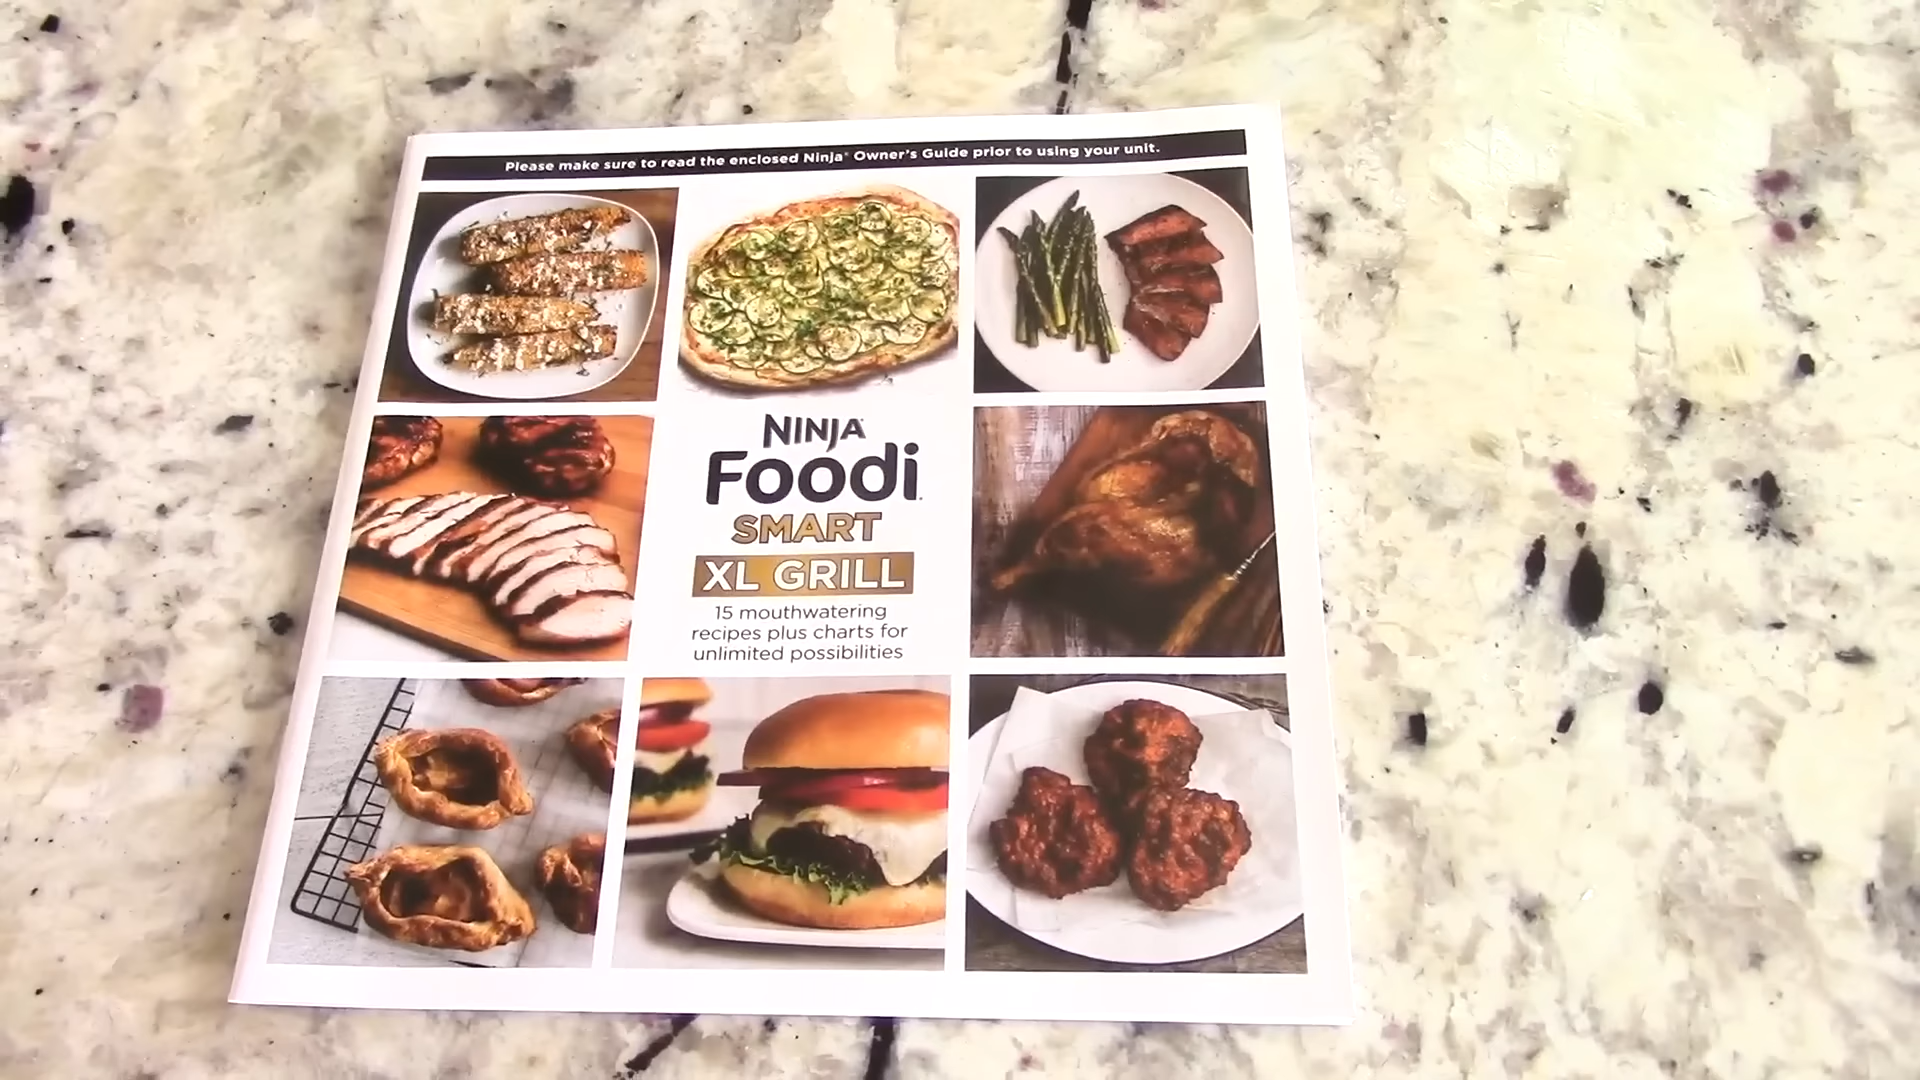 Please make sure to read the enclosed Ninja® Owner's Guide prior to using your unit.
NINJA
Foodi
SMART
XL GRILL
15 mouthwatering
recipes plus charts for
unlimited possibilities